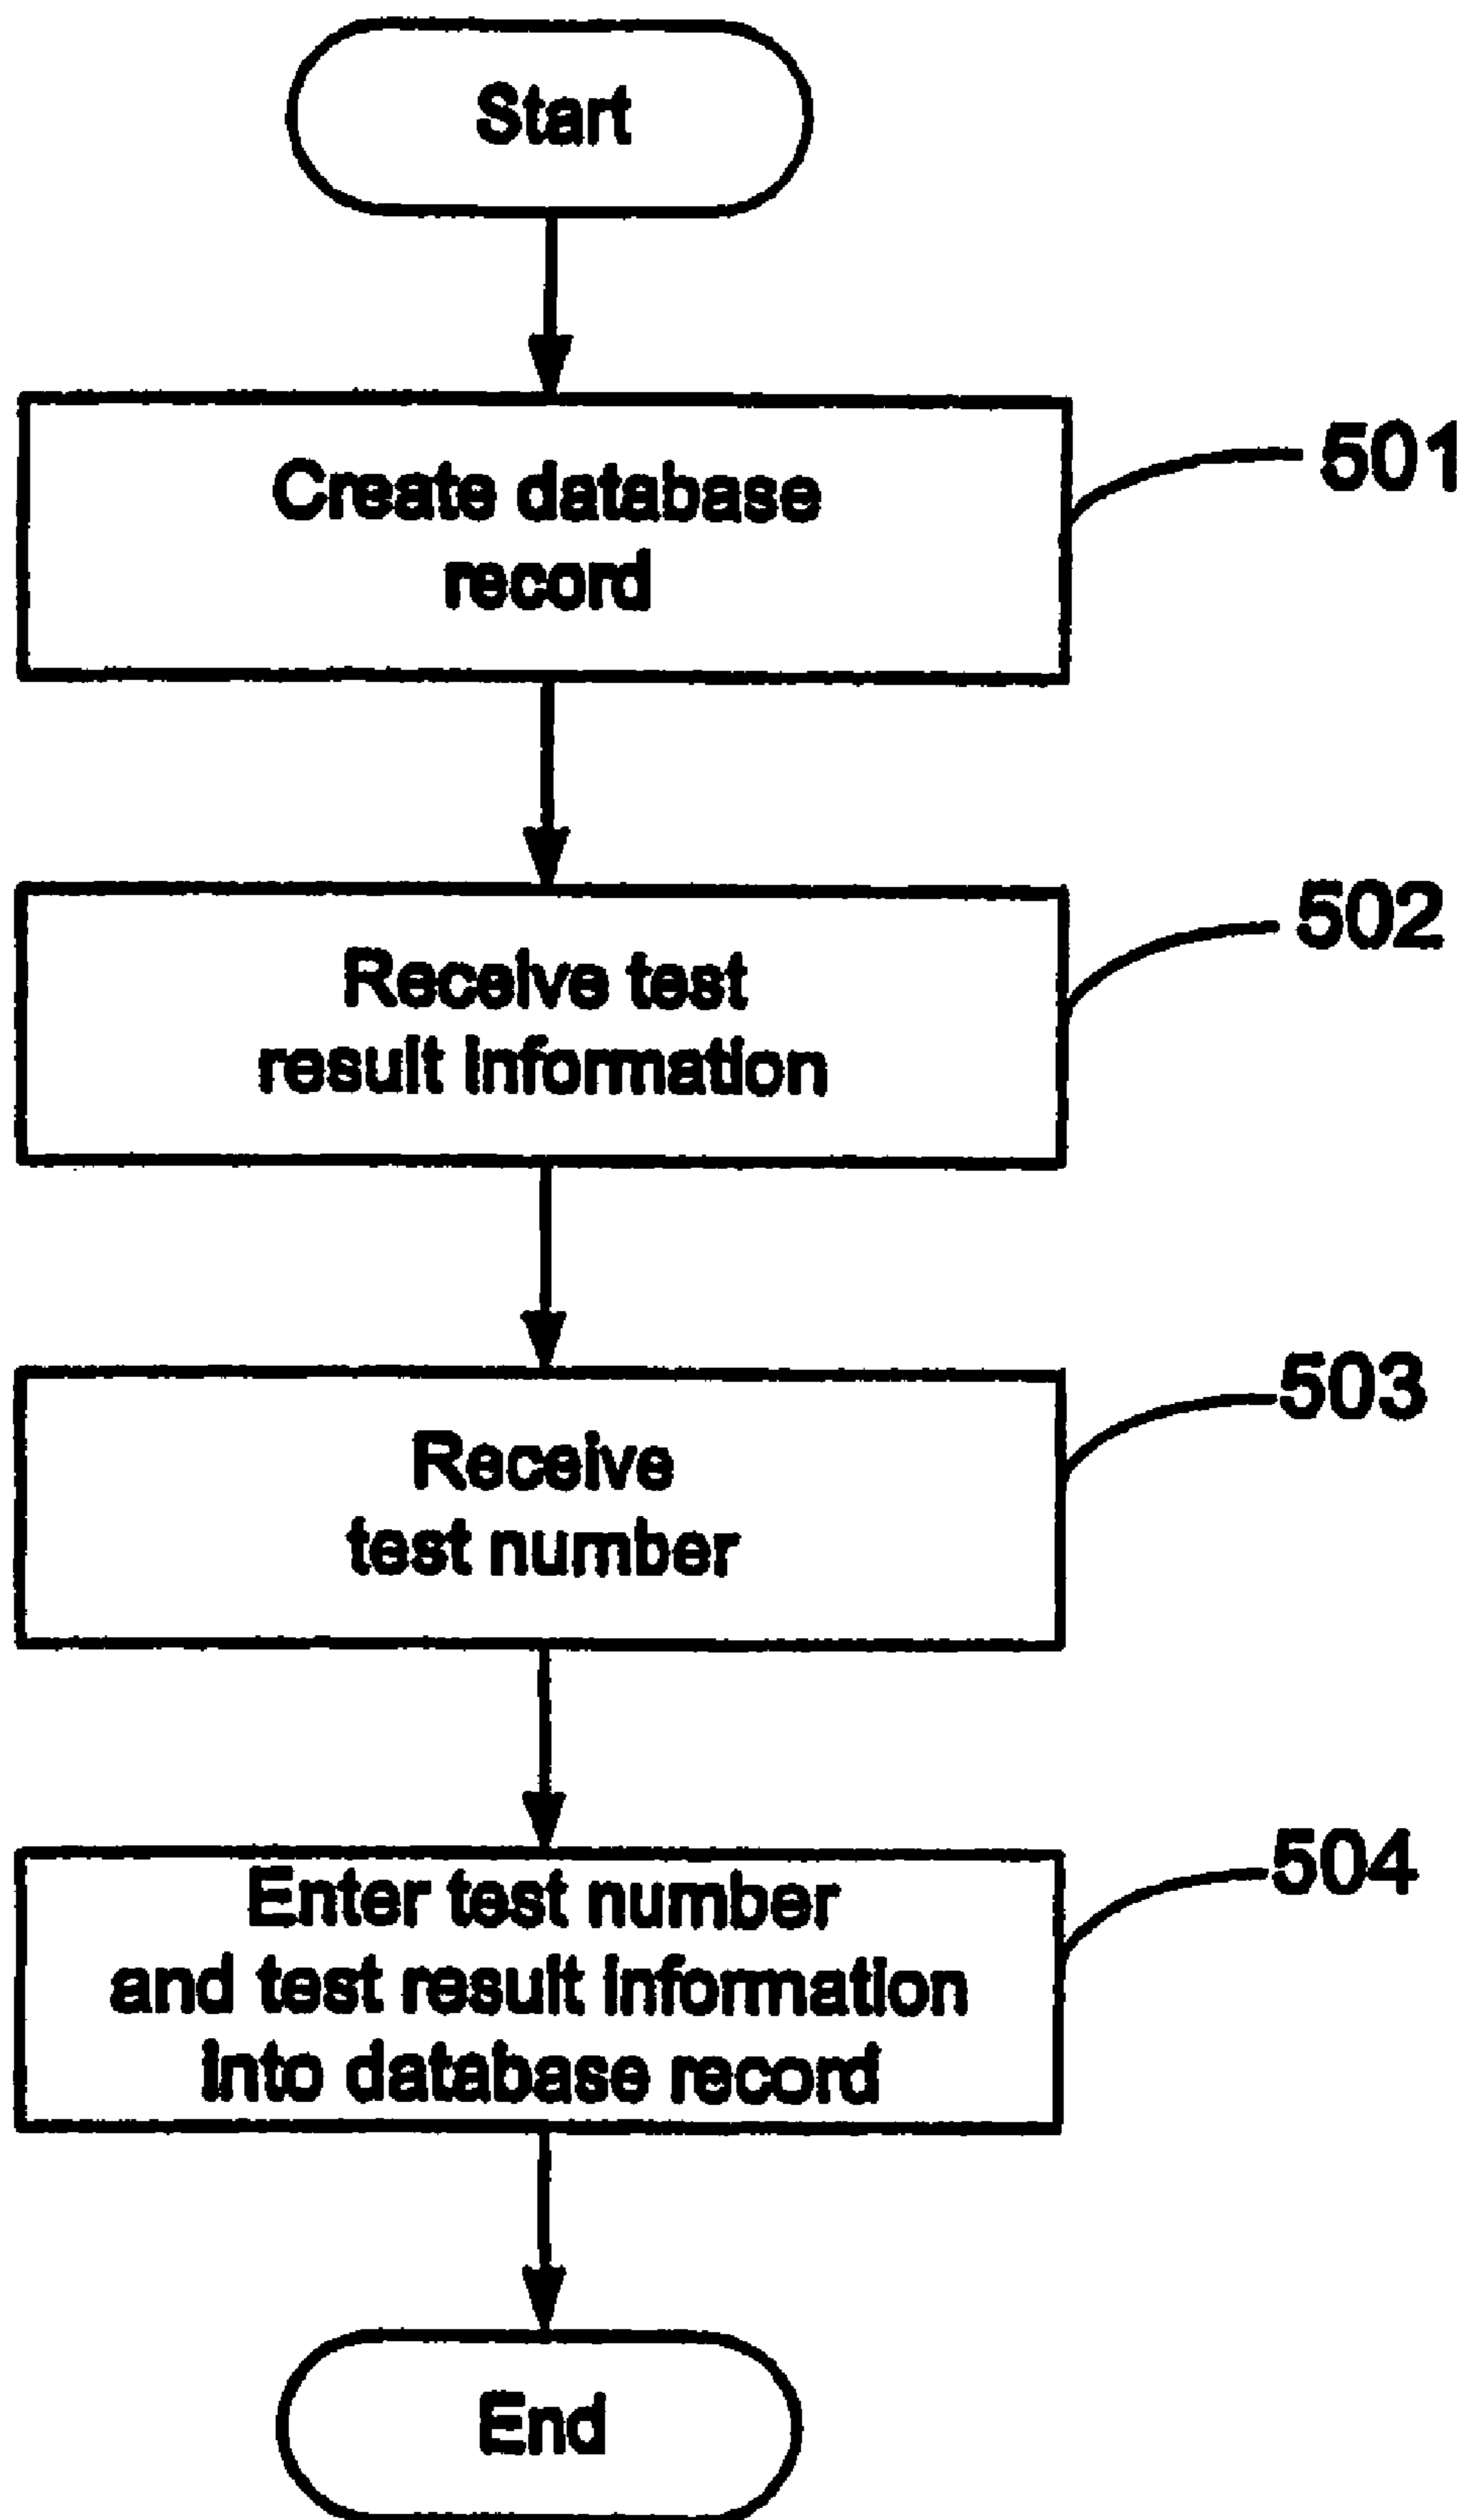 Start
Create database
record
501
Receive test
result information
502
Receive
test number
503
Enter test number
and test result information
into database record
504
End